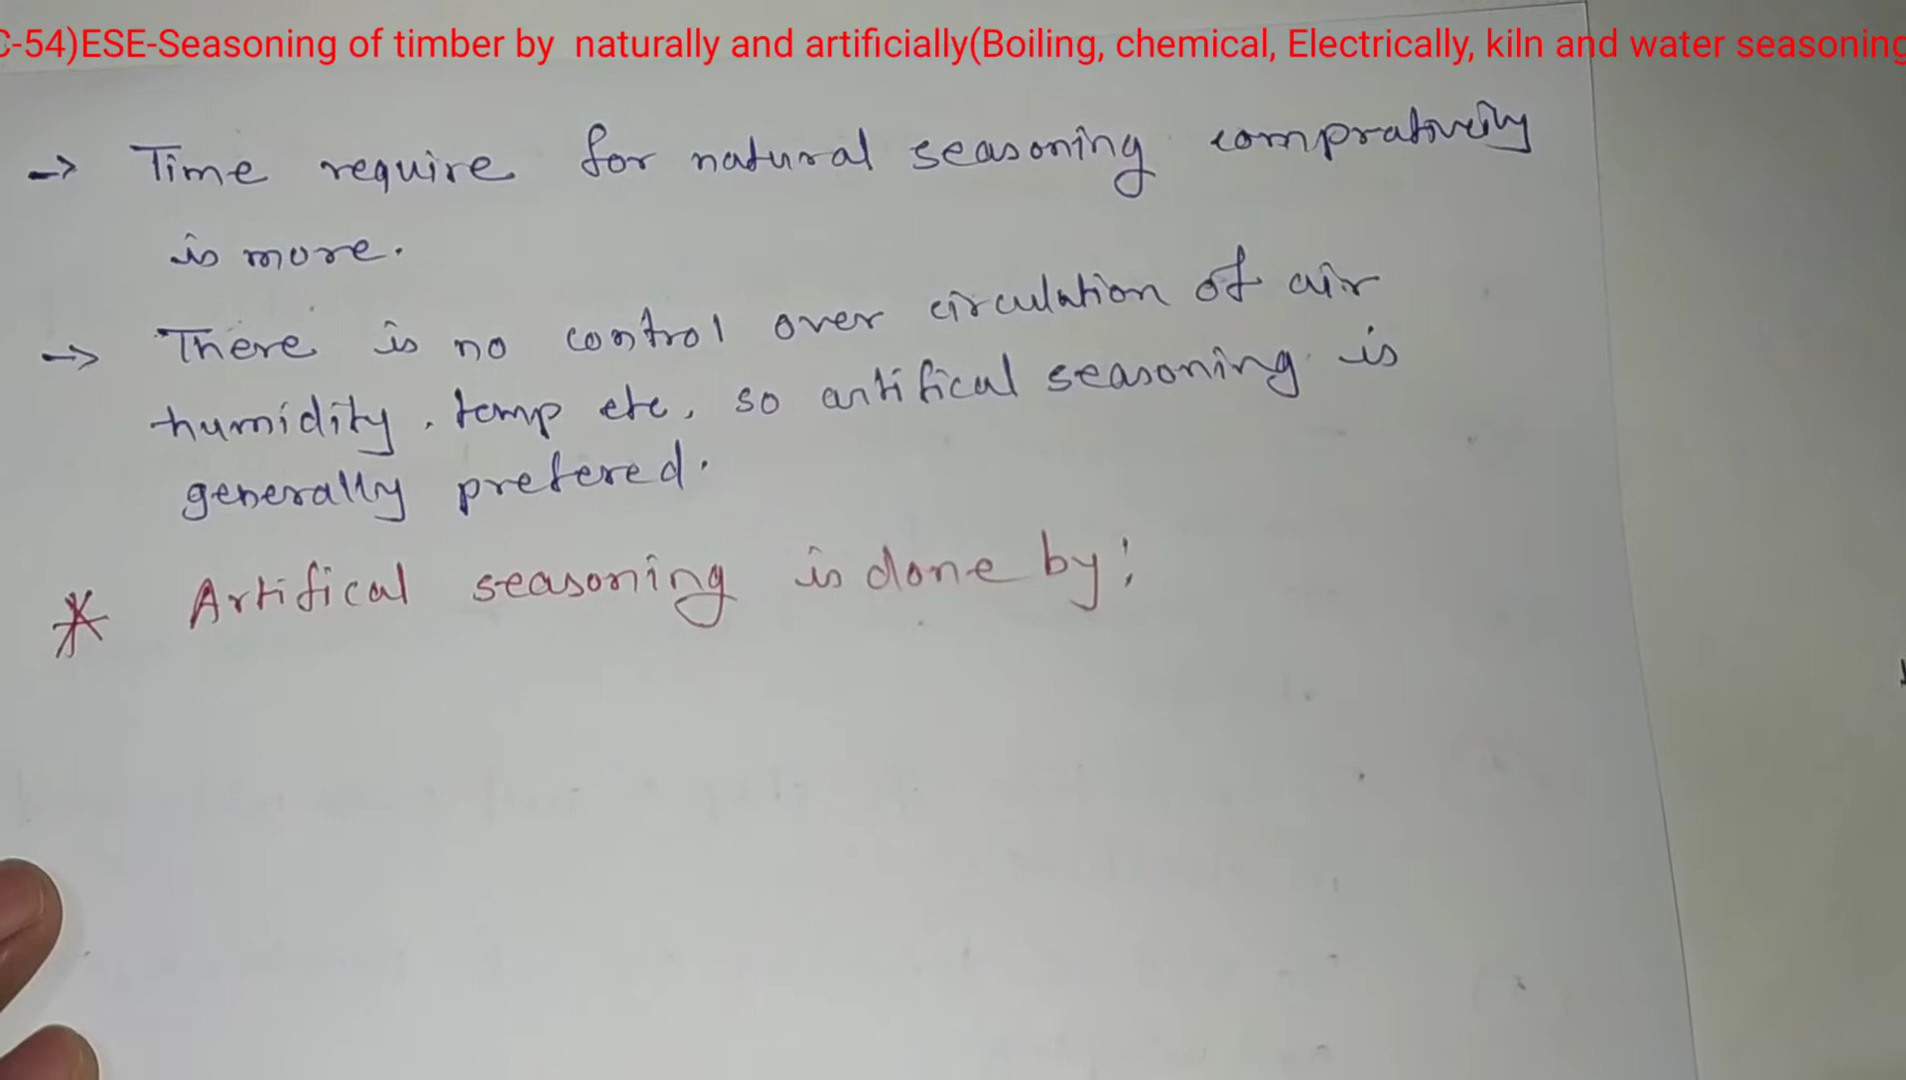 C-54)ESE-Seasoning of timber by naturally and artificially(Boiling, chemical, Electrically, kiln and water seasoning
→ Time require for natural seasoning compratively
is more.
→ There is no control over circulation of air
humidity, temp etc, so artifical seasoning is
generally prefered.
* Artifical seasoning is done by: